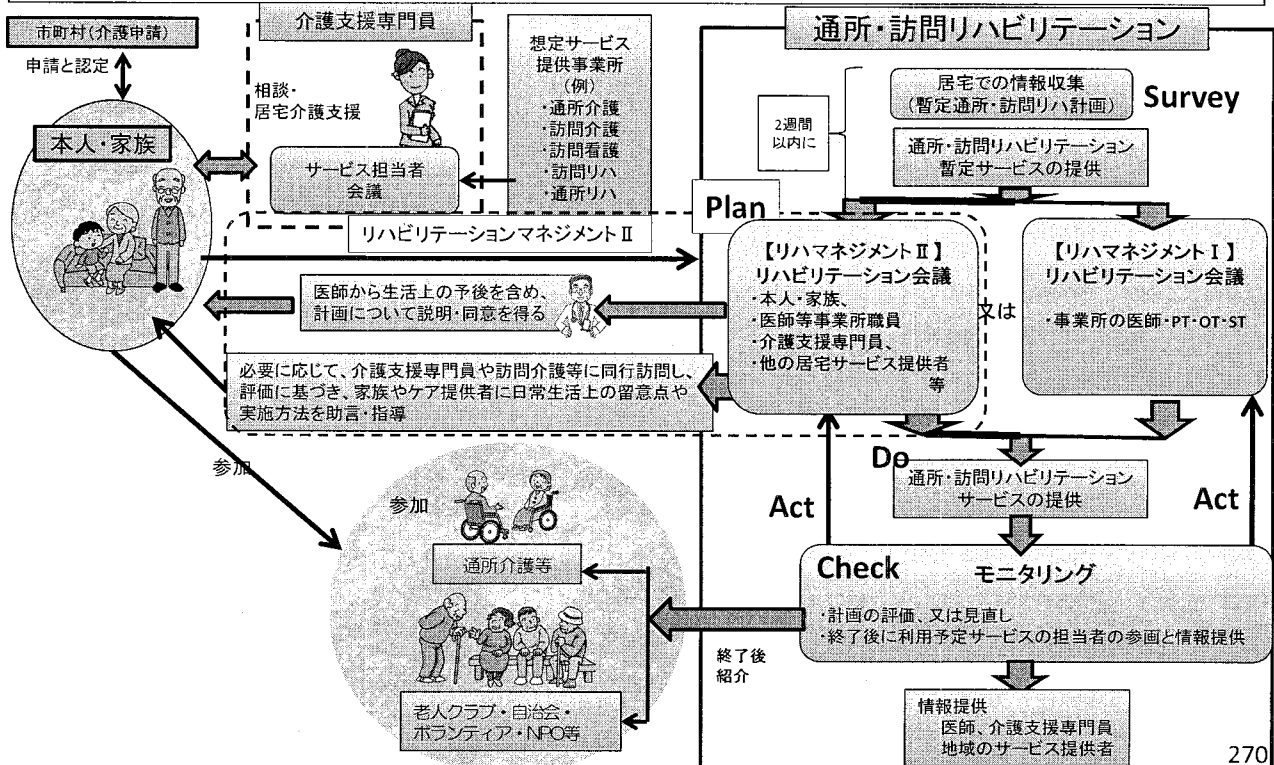 市町村(介護申請)
申請と認定
本人・家族
介護支援専門員
相談・
居宅介護支援
サービス担当者
会議
想定サービス
提供事業所
(例)
・通所介護
・訪問介護
・訪問看護
・訪問リハ
・通所リハ
通所・訪問リハビリテーション
2週間
以内に
居宅での情報収集
(暫定通所・訪問リハ計画)
Survey
通所・訪問リハビリテーション
暫定サービスの提供
Plan
リハビリテーションマネジメントⅡ
【リハマネジメントⅡ】
リハビリテーション会議
・本人・家族、
・医師等事業所職員
・介護支援専門員、
・他の居宅サービス提供者
等
又は
【リハマネジメントⅠ】
リハビリテーション会議
・事業所の医師・PT・OT・ST
医師から生活上の予後を含め、
計画について説明・同意を得る
必要に応じて、介護支援専門員や訪問介護等に同行訪問し、
評価に基づき、家族やケア提供者に日常生活上の留意点や
実施方法を助言・指導
Do
通所・訪問リハビリテーション
サービスの提供
Act
Act
Check
モニタリング
・計画の評価、又は見直し
・終了後に利用予定サービスの担当者の参画と情報提供
参加
参加
通所介護等
老人クラブ・自治会・
ボランティア・NPO等
終了後
紹介
情報提供
医師、介護支援専門員
地域のサービス提供者
270